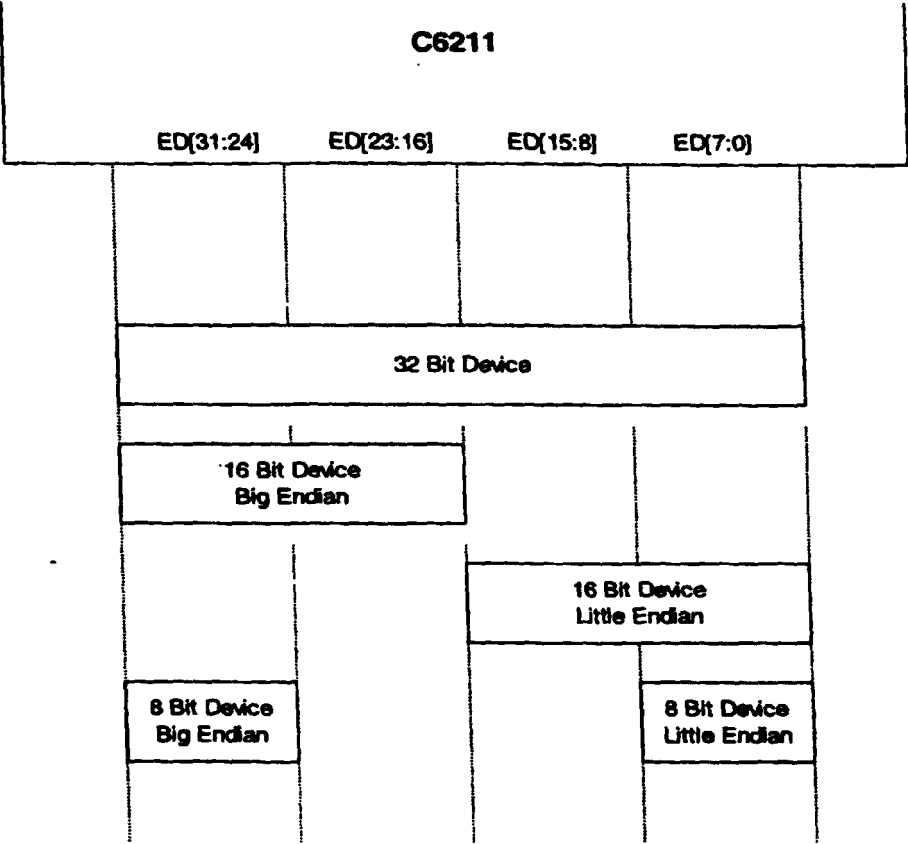 C6211
ED[31:24] ED[23:16] ED[15:8] ED[7:0]
32 Bit Device
16 Bit Device
Big Endian
16 Bit Device
Little Endian
8 Bit Device
Big Endian
8 Bit Device
Little Endian